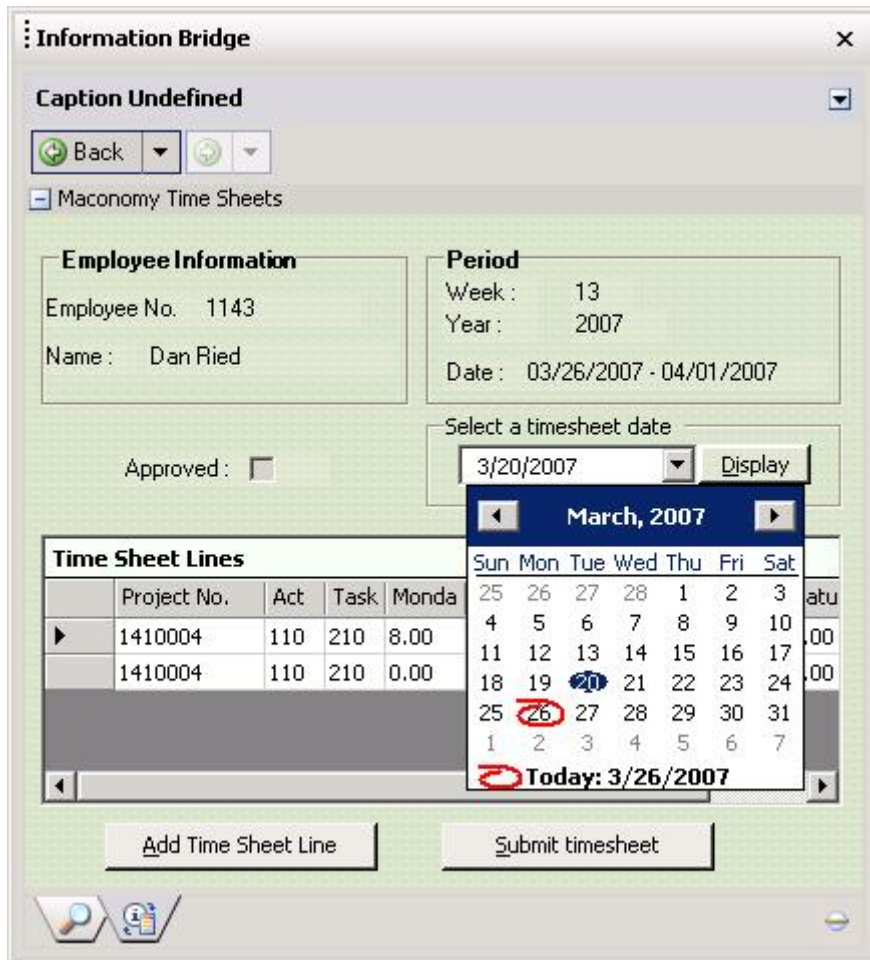 Information Bridge
Caption Undefined
Back
Maconomy Time Sheets
Employee Information
Employee No. 1143
Name : Dan Ried
Period
Week : 13
Year : 2007
Date : 03/26/2007 - 04/01/2007
Approved :
Select a timesheet date
3/20/2007 Display
March, 2007
Sun Mon Tue Wed Thu Fri Sat
25 26 27 28 1 2 3
4 5 6 7 8 9 10
11 12 13 14 15 16 17
18 19 20 21 22 23 24
25 26 27 28 29 30 31
1 2 3 4 5 6 7
Today: 3/26/2007
Time Sheet Lines
Project No. Act Task Monda atu
1410004 110 210 8.00 .00
1410004 110 210 0.00 .00
Add Time Sheet Line Submit timesheet